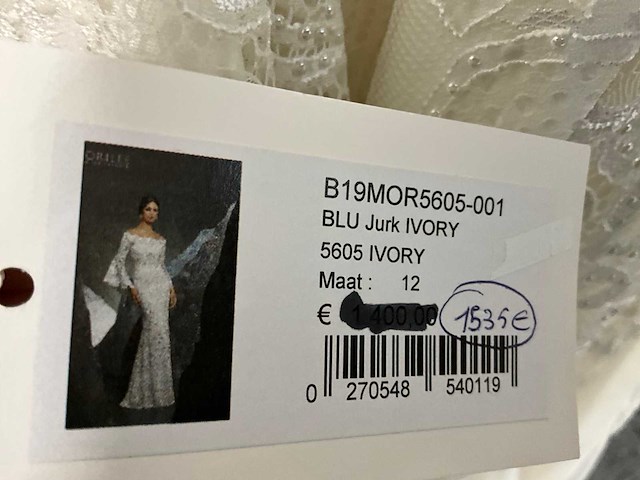 B19MOR5605-001
BLU Jurk IVORY
5605 IVORY
Maat : 12
€ 1.400,00 1535€
0 270548 540119